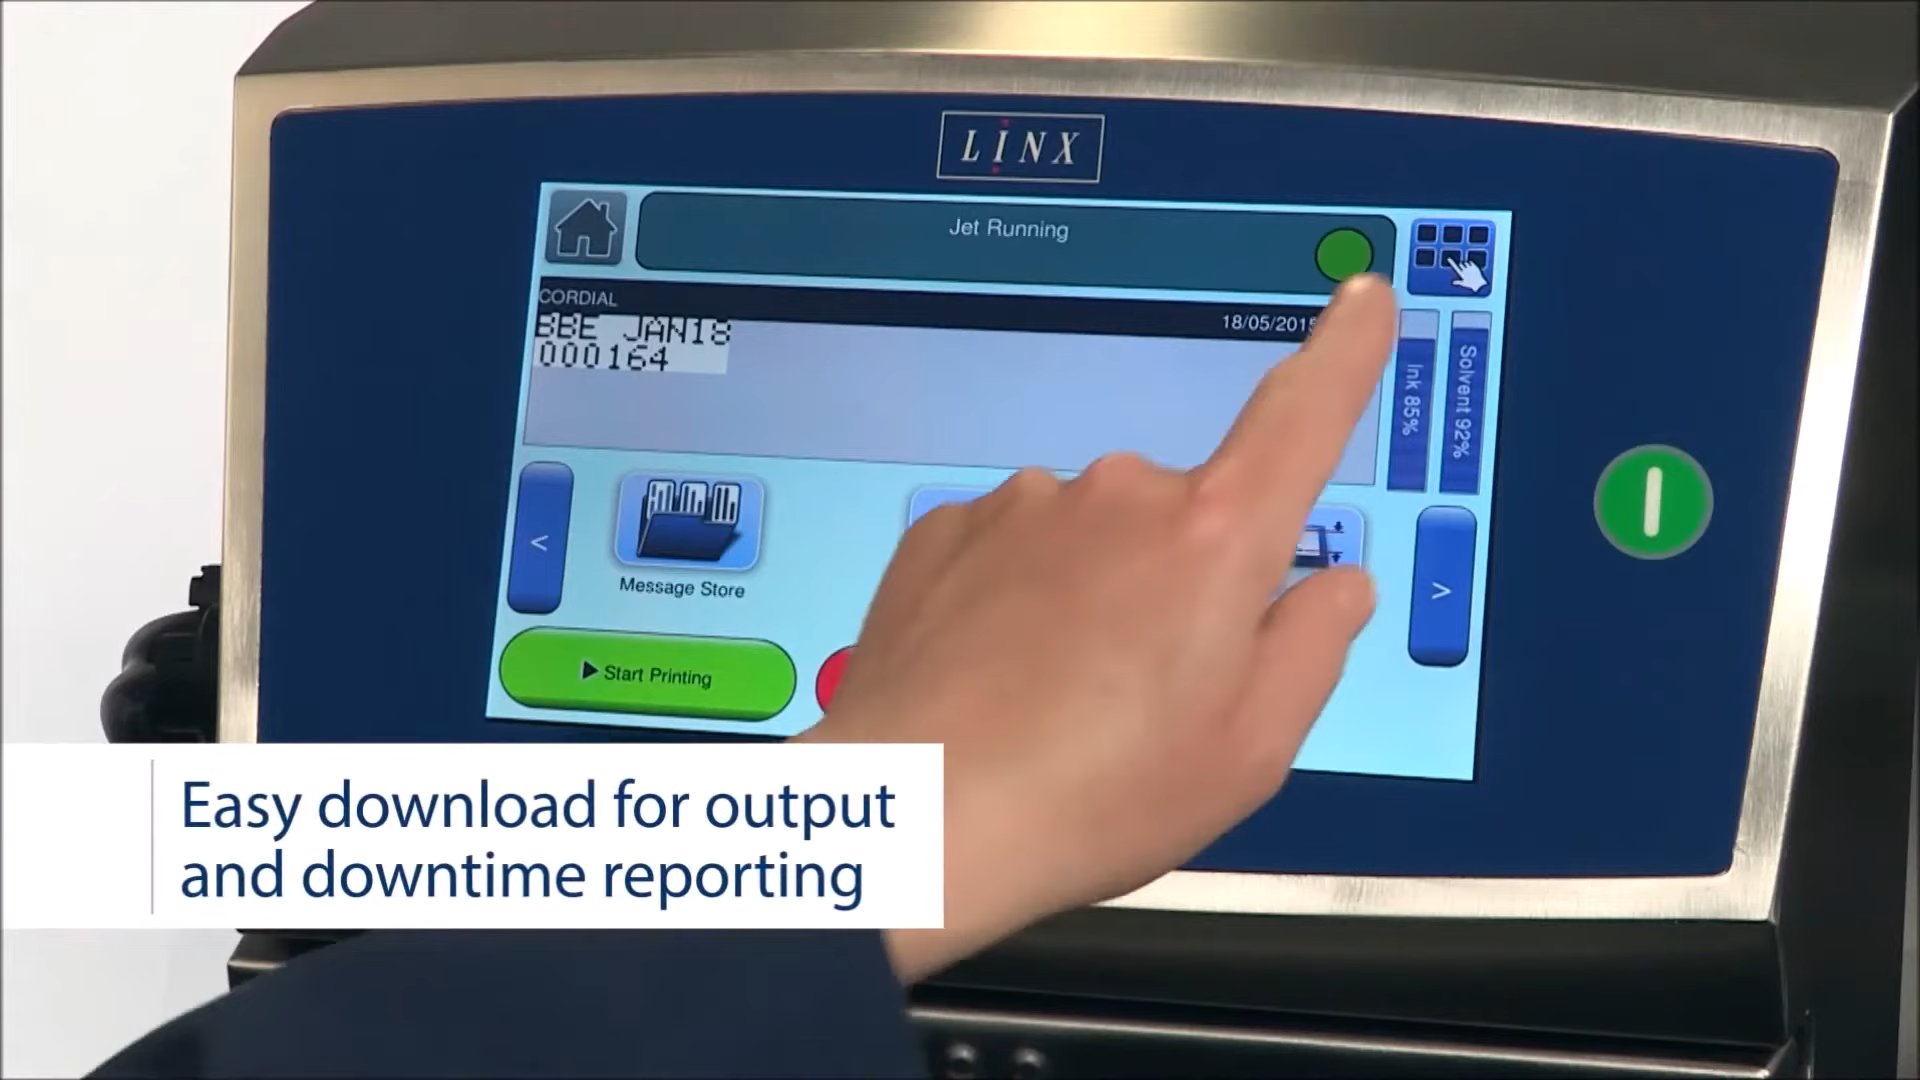 LINX
Jet Running
CORDIAL
18/05/2015
BBE JAN18
000164
Ink 85%
Solvent 92%
<
Message Store
>
Start Printing
Easy download for output
and downtime reporting